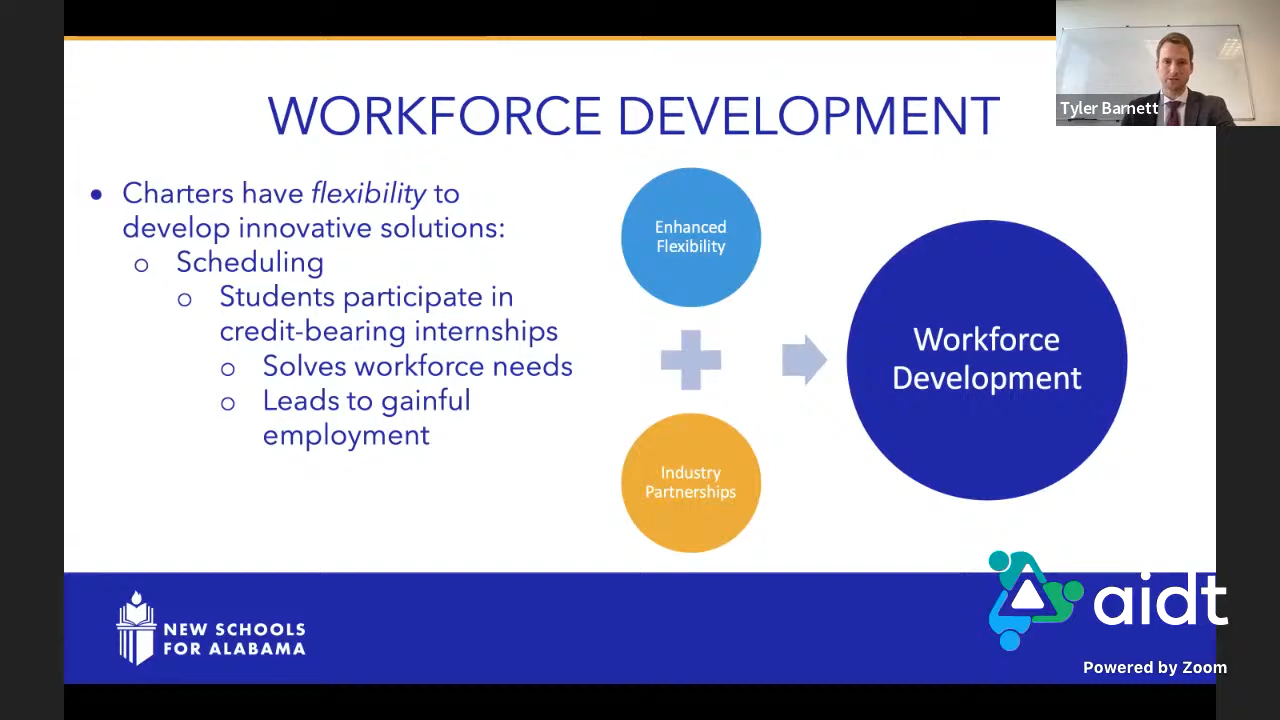 WORKFORCE DEVELOPMENT
Tyler Barnett
• Charters have flexibility to
develop innovative solutions:
o Scheduling
o Students participate in
credit-bearing internships
o Solves workforce needs
o Leads to gainful
employment
Enhanced
Flexibility
Industry
Partnerships
Workforce
Development
NEW SCHOOLS
FOR ALABAMA
aidt
Powered by Zoom